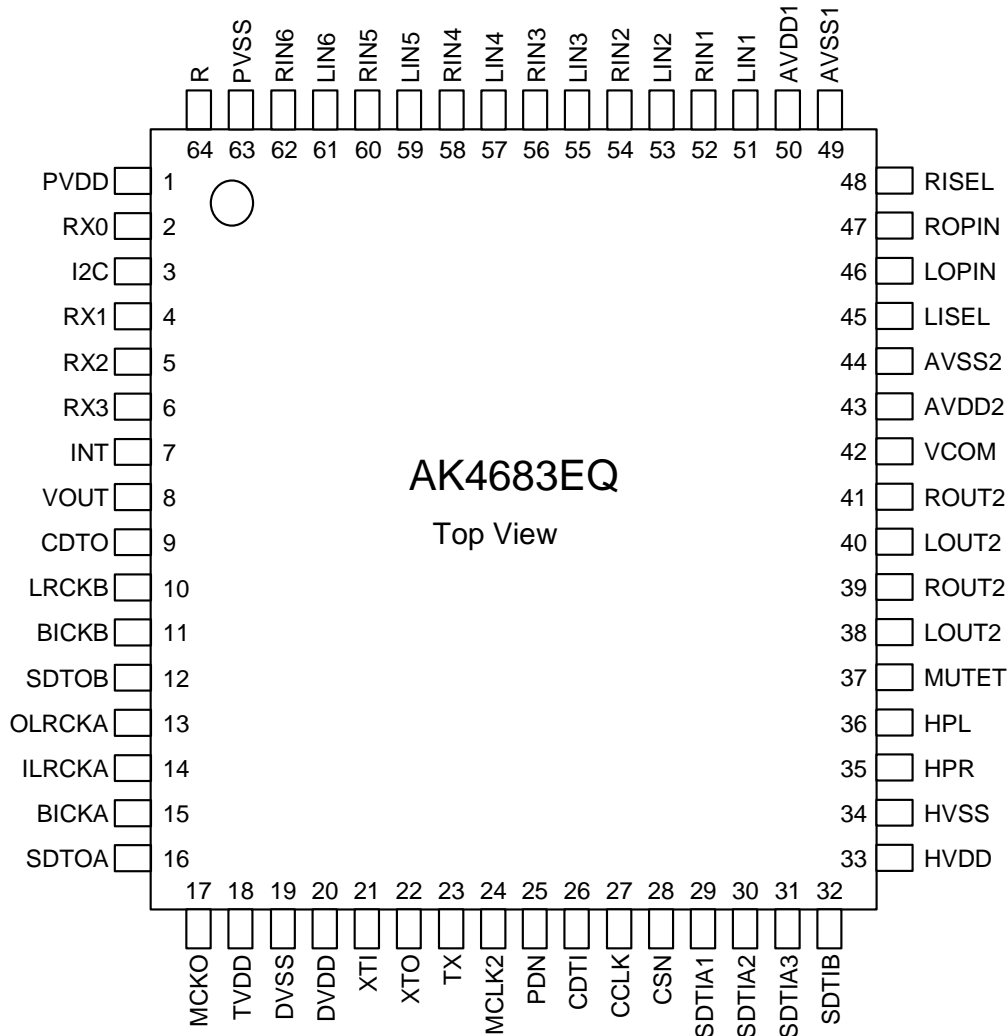 R PVSS RIN6 LIN6 RIN5 LIN5 RIN4 LIN4 RIN3 LIN3 RIN2 LIN2 RIN1 LIN1 AVDD1 AVSS1
64 63 62 61 60 59 58 57 56 55 54 53 52 51 50 49
PVDD 1 48 RISEL
RX0 2 47 ROPIN
I2C 3 46 LOPIN
RX1 4 45 LISEL
RX2 5 44 AVSS2
RX3 6 43 AVDD2
INT 7 42 VCOM
AK4683EQ
VOUT 8 41 ROUT2
Top View
CDTO 9 40 LOUT2
LRCKB 10 39 ROUT2
BICKB 11 38 LOUT2
SDTOB 12 37 MUTET
OLRCKA 13 36 HPL
ILRCKA 14 35 HPR
BICKA 15 34 HVSS
SDTOA 16 33 HVDD
17 18 19 20 21 22 23 24 25 26 27 28 29 30 31 32
MCKO TVDD DVSS DVDD XTI XTO TX MCLK2 PDN CDTI CCLK CSN SDTIA1 SDTIA2 SDTIA3 SDTIB